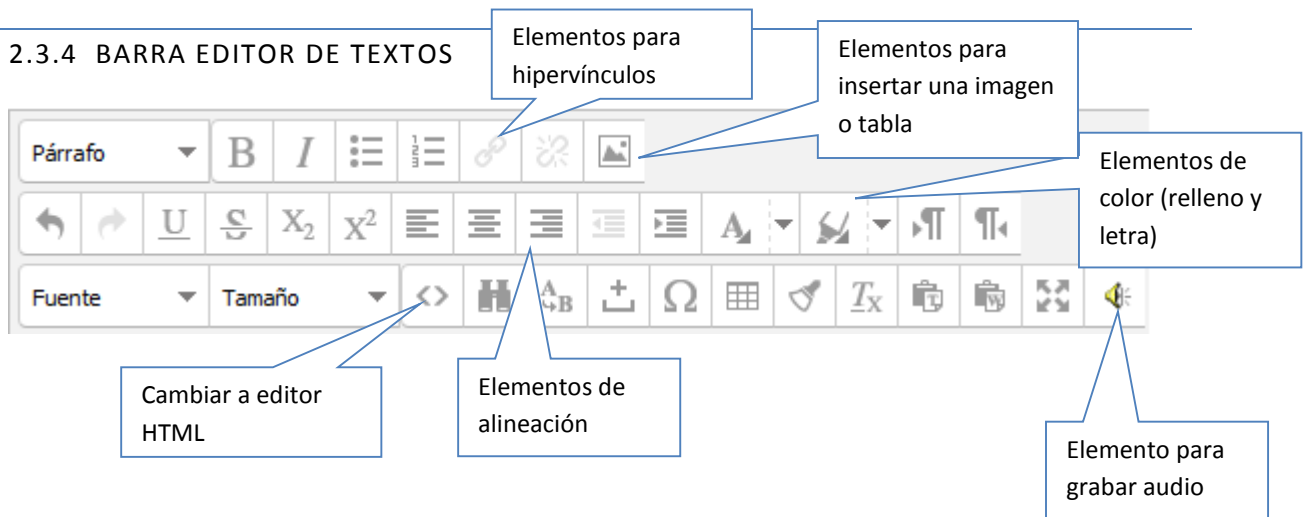 2.3.4 BARRA EDITOR DE TEXTOS
Elementos para
hipervínculos
Elementos para
insertar una imagen
o tabla
Elementos de
color (relleno y
letra)
Párrafo
B I
U S X₂ X²
A
Fuente
Tamaño
A
B
Ω
Tx
T
W
Cambiar a editor
HTML
Elementos de
alineación
Elemento para
grabar audio